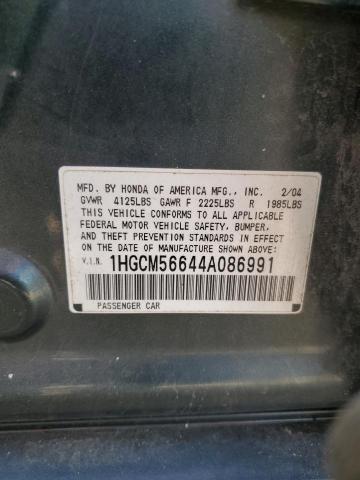 MFD. BY HONDA OF AMERICA MFG., INC. 2/04
GVWR 4125LBS GAWR F 2225LBS R 1985LBS
THIS VEHICLE CONFORMS TO ALL APPLICABLE
FEDERAL MOTOR VEHICLE SAFETY, BUMPER,
AND THEFT PREVENTION STANDARDS IN EFFECT
ON THE DATE OF MANUFACTURE SHOWN ABOVE.
V.I.N. 1HGCM56644A086991
PASSENGER CAR